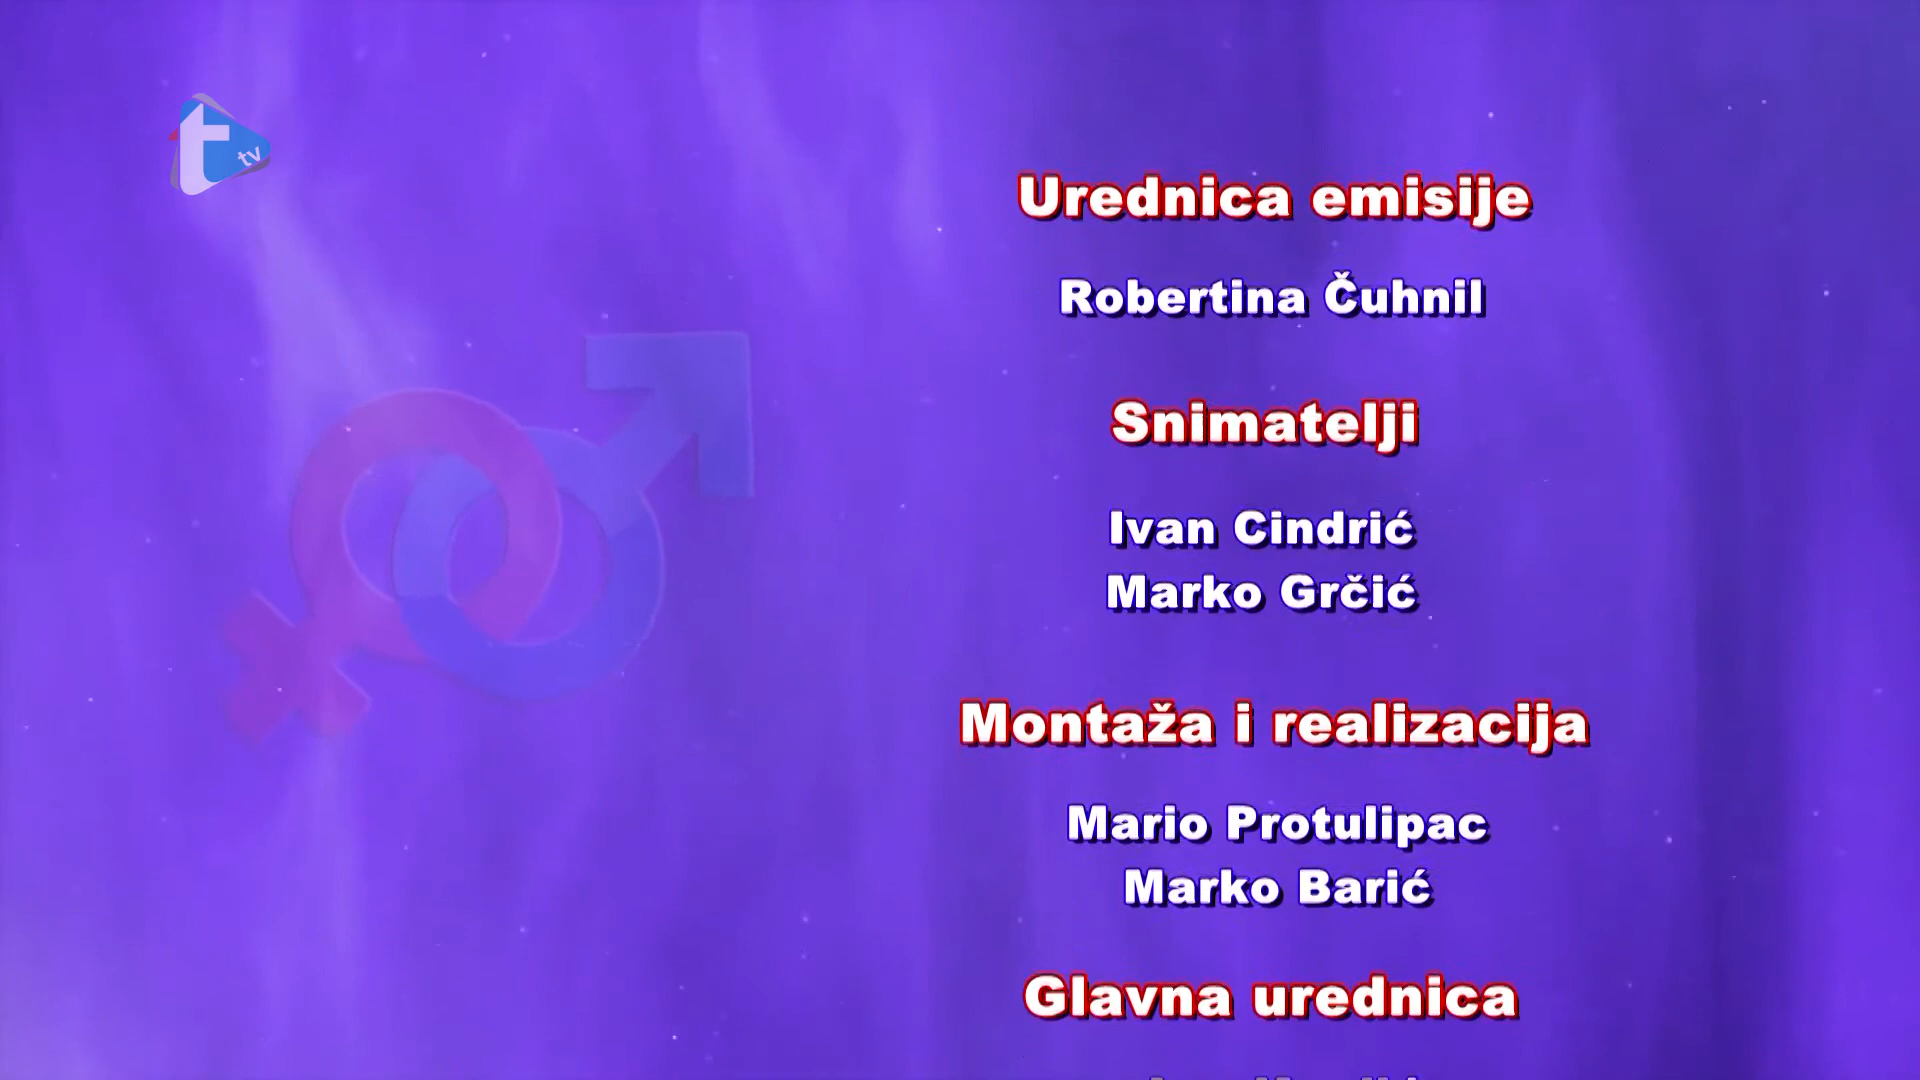 t tv
Urednica emisije
Robertina Čuhnil
Snimatelji
Ivan Cindrić
Marko Grčić
Montaža i realizacija
Mario Protulipac
Marko Barić
Glavna urednica